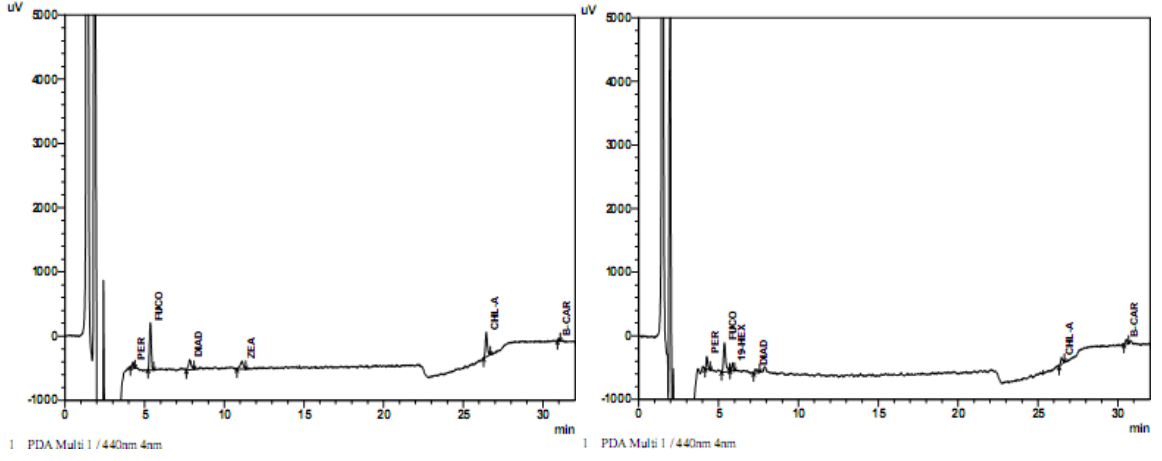 uV
5000
4000
3000
2000
1000
0
-1000
PER
FUCO
DIAD
ZEA
CHL-A
B-CAR
0 5 10 15 20 25 30
min
1 PDA Multi 1 / 440nm 4nm
uV
5000
4000
3000
2000
1000
0
-1000
PER
FUCO
19-HEX
DIAD
CHL-A
B-CAR
0 5 10 15 20 25 30
min
1 PDA Multi 1 / 440nm 4nm